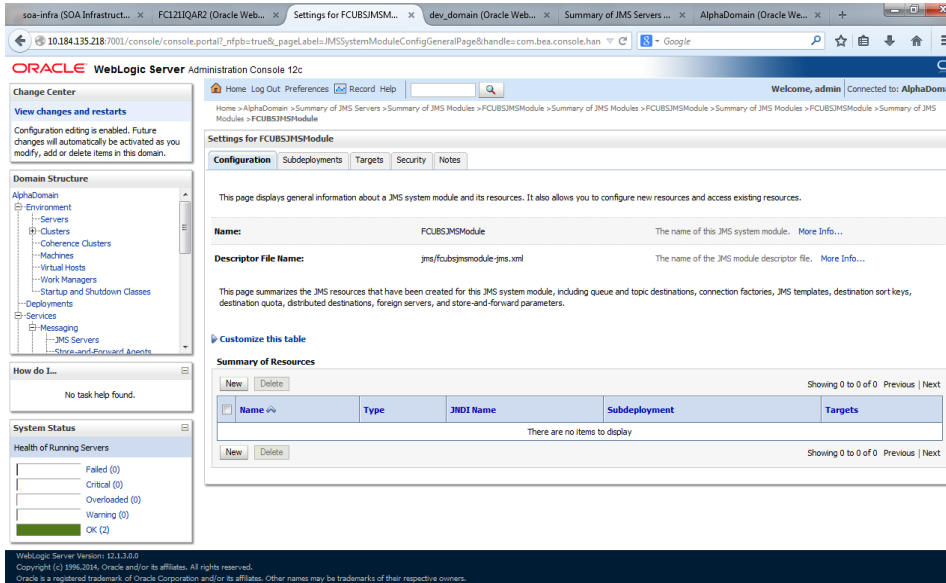 soa-infra (SOA Infrastruct... × FC121IQAR2 (Oracle Web... × Settings for FCUBSJMSM... × dev_domain (Oracle Web... × Summary of JMS Servers ... × AlphaDomain (Oracle We... × +
10.184.135.218:7001/console/console.portal?_nfpb=true&_pageLabel=JMSSystemModuleConfigGeneralPage&handle=com.bea.console.han Google
ORACLE WebLogic Server Administration Console 12c
Change Center
View changes and restarts
Configuration editing is enabled. Future
changes will automatically be activated as you
modify, add or delete items in this domain.
Domain Structure
AlphaDomain
Environment
Servers
Clusters
Coherence Clusters
Machines
Virtual Hosts
Work Managers
Startup and Shutdown Classes
Deployments
Services
Messaging
JMS Servers
Store-and-Forward Agents
How do I...
No task help found.
System Status
Health of Running Servers
Failed (0)
Critical (0)
Overloaded (0)
Warning (0)
OK (2)
Home Log Out Preferences Record Help
Welcome, admin Connected to: AlphaDoma
Home >AlphaDomain >Summary of JMS Servers >Summary of JMS Modules >FCUBSJMSModule >Summary of JMS Modules >FCUBSJMSModule >Summary of JMS Modules >FCUBSJMSModule >Summary of JMS
Modules >FCUBSJMSModule
Settings for FCUBSJMSModule
Configuration Subdeployments Targets Security Notes
This page displays general information about a JMS system module and its resources. It also allows you to configure new resources and access existing resources.
Name: FCUBSJMSModule The name of this JMS system module. More Info...
Descriptor File Name: jms/fcubsjmsmodule-jms.xml The name of the JMS module descriptor file. More Info...
This page summarizes the JMS resources that have been created for this JMS system module, including queue and topic destinations, connection factories, JMS templates, destination sort keys,
destination quota, distributed destinations, foreign servers, and store-and-forward parameters.
Customize this table
Summary of Resources
New Delete Showing 0 to 0 of 0 Previous | Next
Name Type JNDI Name Subdeployment Targets
There are no items to display
New Delete Showing 0 to 0 of 0 Previous | Next
WebLogic Server Version: 12.1.3.0.0
Copyright (c) 1996,2014, Oracle and/or its affiliates. All rights reserved.
Oracle is a registered trademark of Oracle Corporation and/or its affiliates. Other names may be trademarks of their respective owners.